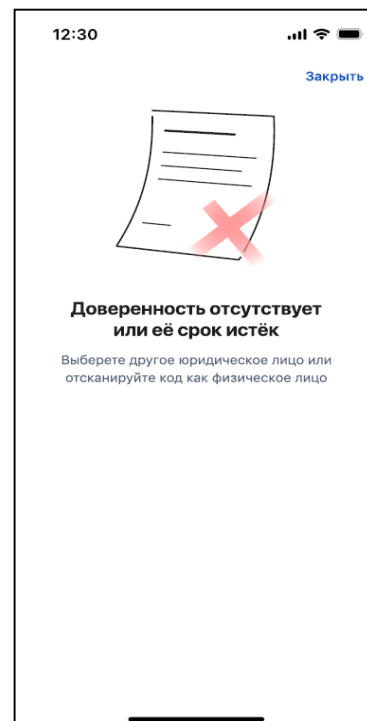 12:30
Закрыть
Доверенность отсутствует
или её срок истёк
Выберете другое юридическое лицо или
отсканируйте код как физическое лицо